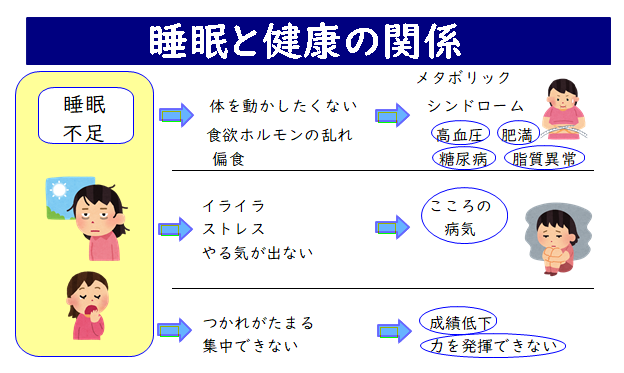 睡眠と健康の関係
睡眠
不足
体を動かしたくない
食欲ホルモンの乱れ
偏食
メタボリック
シンドローム
高血圧 肥満
糖尿病 脂質異常
イライラ
ストレス
やる気が出ない
こころの
病気
つかれがたまる
集中できない
成績低下
力を発揮できない